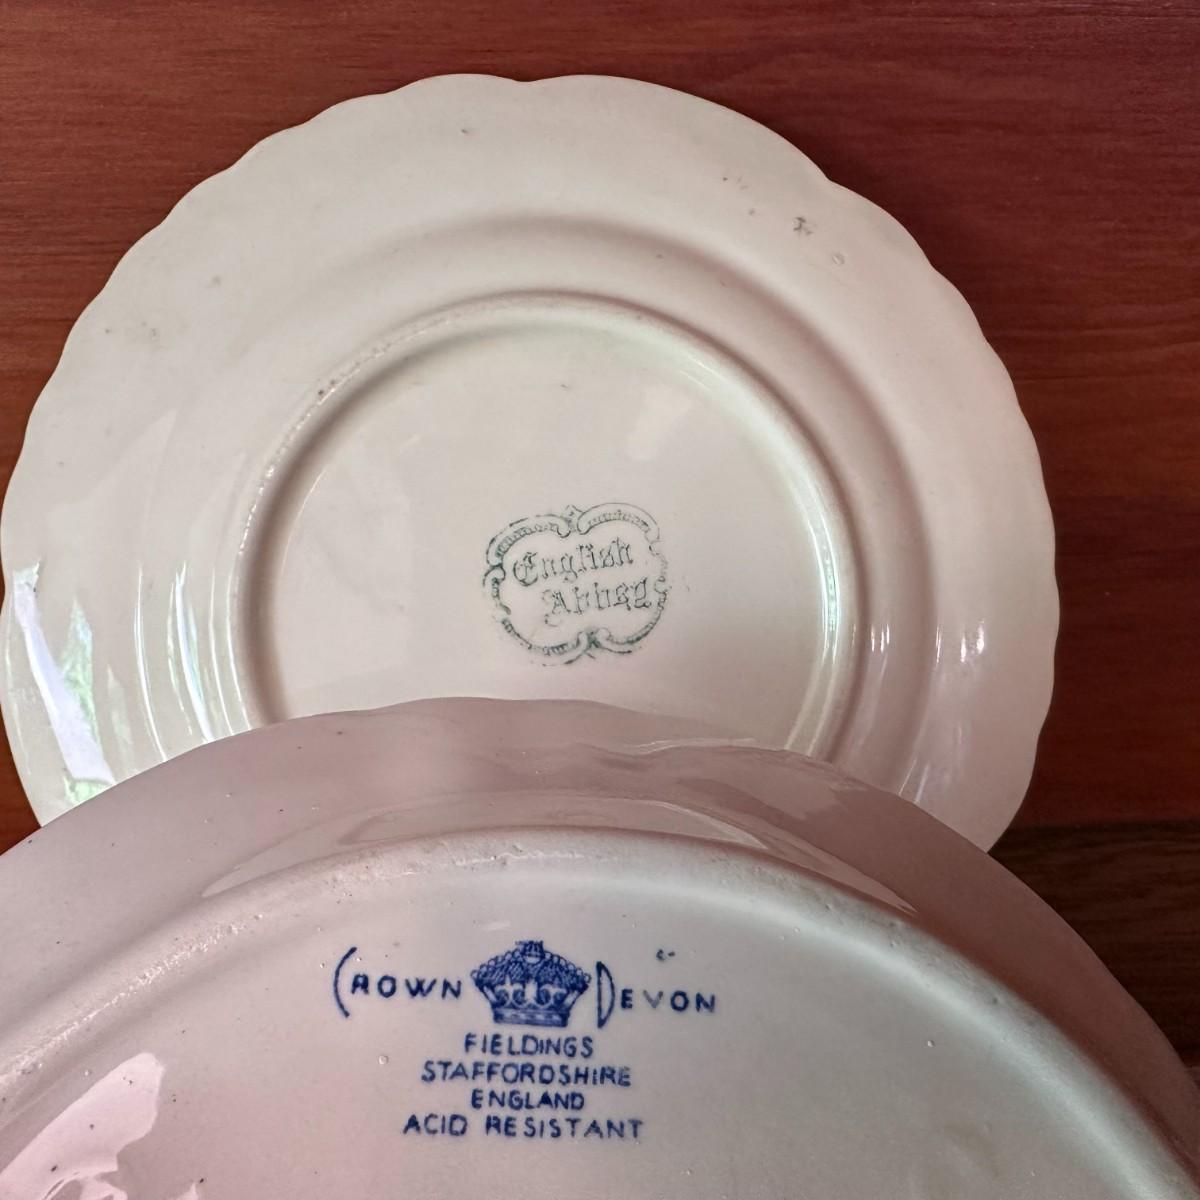 English
Abbey
CROWN DEVON
FIELDINGS
STAFFORDSHIRE
ENGLAND
ACID RESISTANT